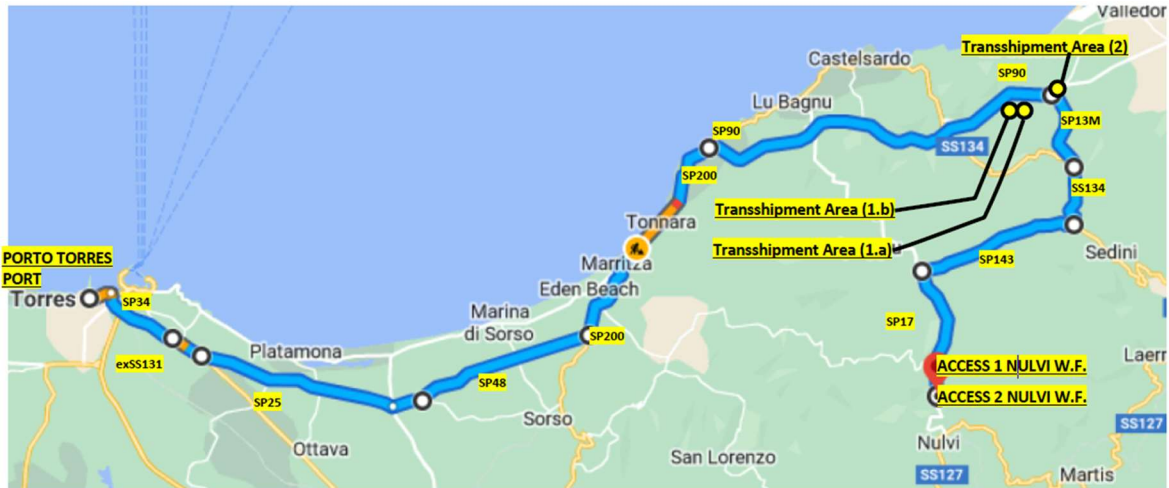 Valledor
Transshipment Area (2)
Castelsardo
SP90
Lu Bagnu
SP13M
SP90
SS134
SP200
SS134
Transshipment Area (1.b)
Tonnara
Transshipment Area (1.a)
PORTO TORRES
PORT
Marritza
SP143
Sedini
Torres
SP34
Eden Beach
Marina
di Sorso
SP17
SP200
Platamona
exSS131
Laerr
ACCESS 1 NULVI W.F.
SP48
ACCESS 2 NULVI W.F.
SP25
Sorso
SS127
Ottava
Nulvi
San Lorenzo
SS127
Martis